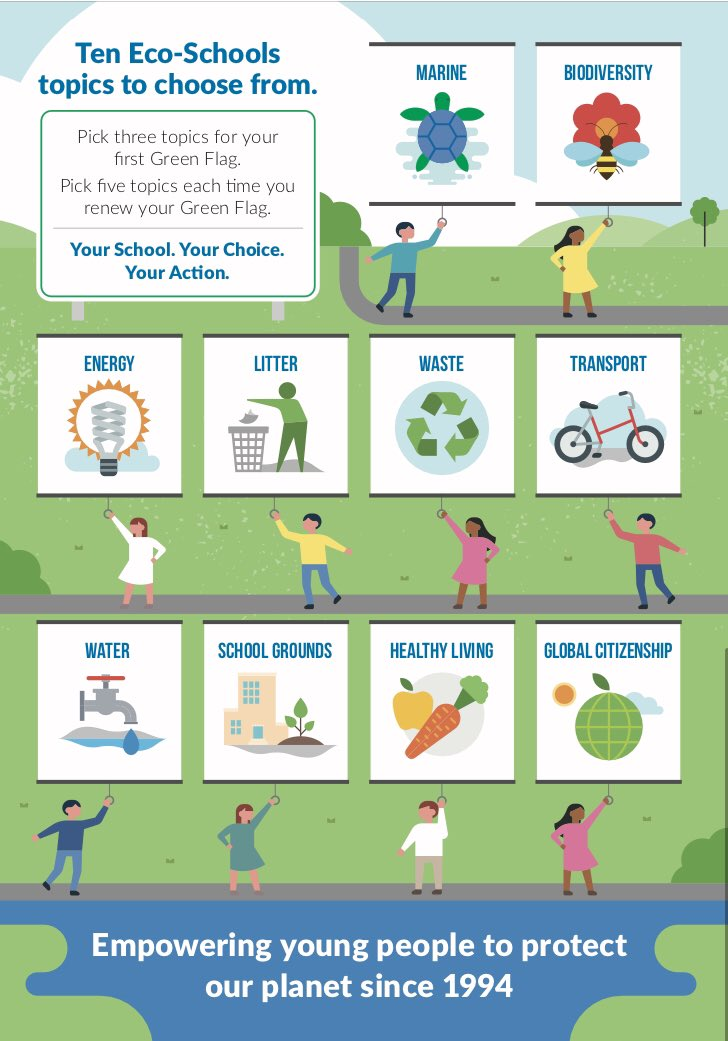 Ten Eco-Schools
topics to choose from.
Pick three topics for your
first Green Flag.
Pick five topics each time you
renew your Green Flag.
Your School. Your Choice.
Your Action.
MARINE
BIODIVERSITY
ENERGY
LITTER
WASTE
TRANSPORT
WATER
SCHOOL GROUNDS
HEALTHY LIVING
GLOBAL CITIZENSHIP
Empowering young people to protect
our planet since 1994